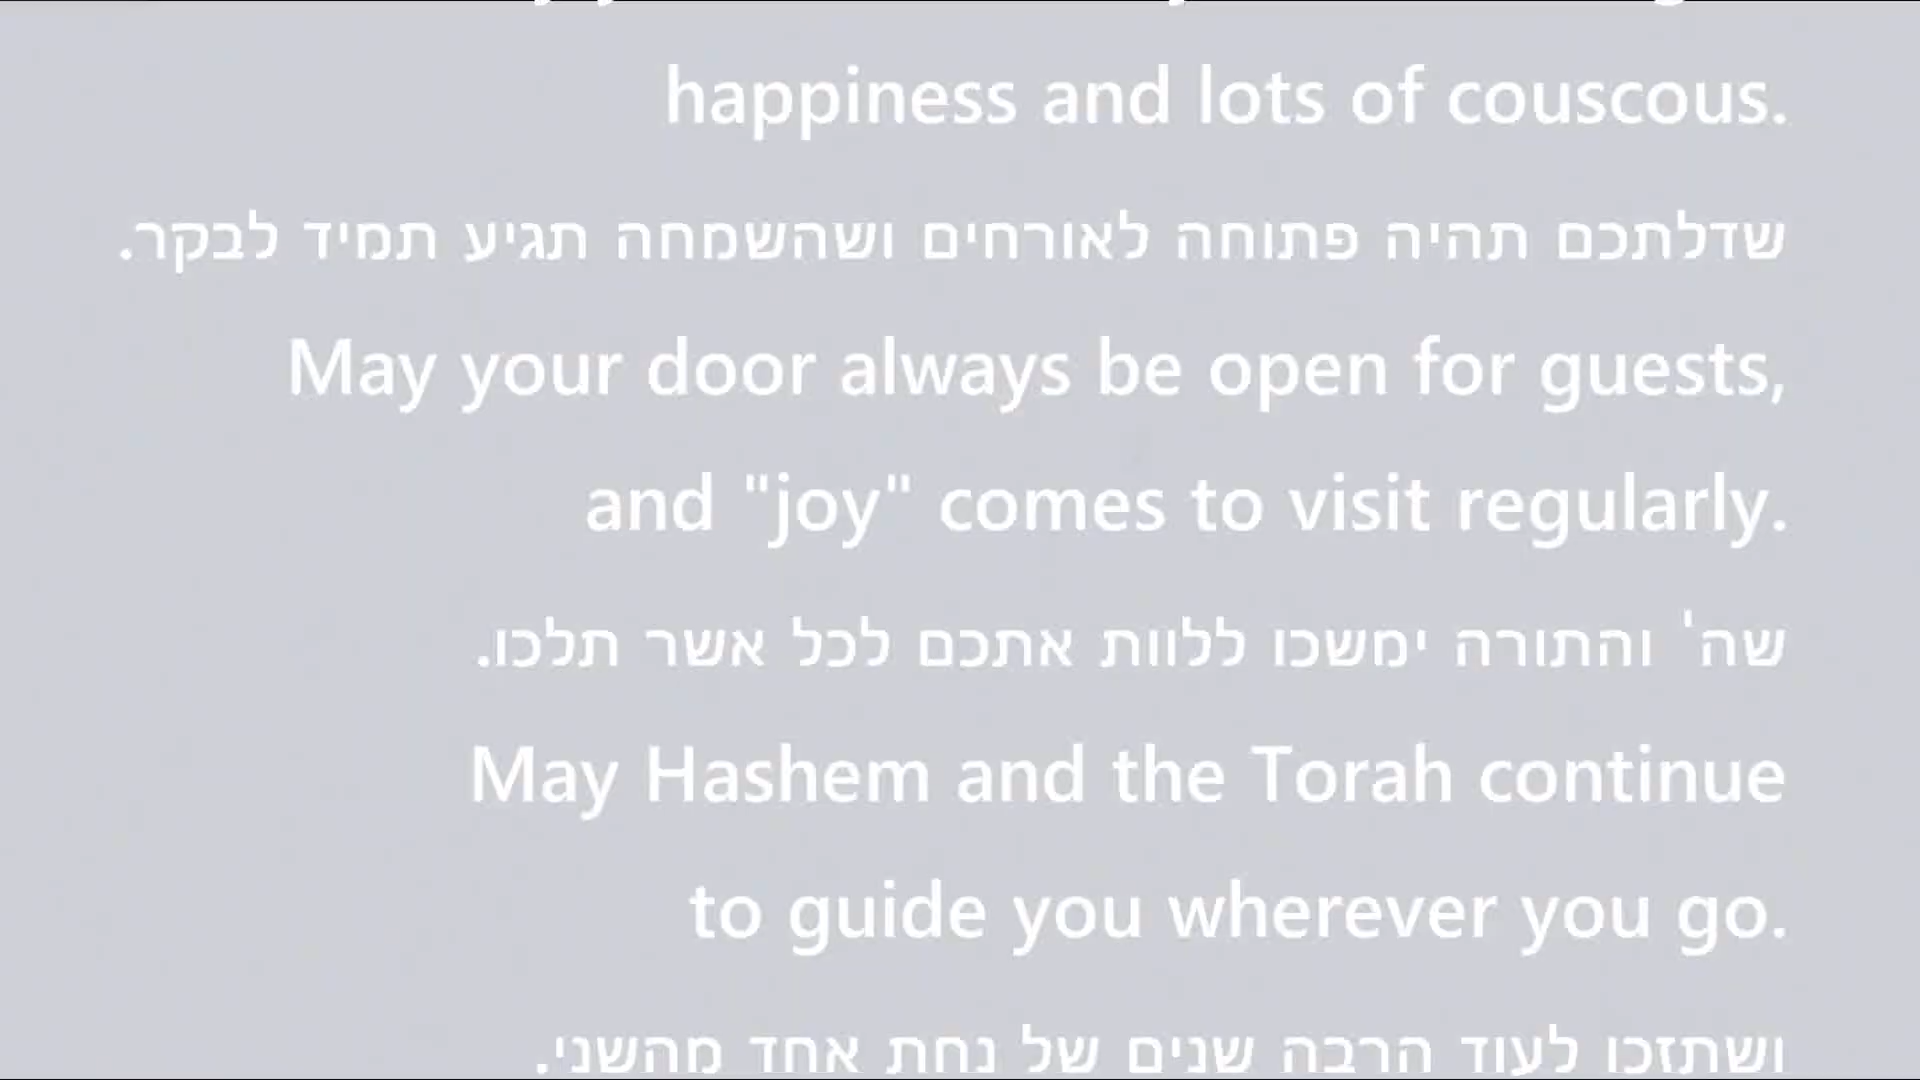 happiness and lots of couscous.
שדלתכם תהיה פתוחה לאורחים ושהשמחה תגיע תמיד לבקר.
May your door always be open for guests,
and "joy" comes to visit regularly.
שה' והתורה ימשכו ללוות אתכם לכל אשר תלכו.
May Hashem and the Torah continue
to guide you wherever you go.
ושתזכו לעוד הרבה שנים של נחת אחד מהשני.